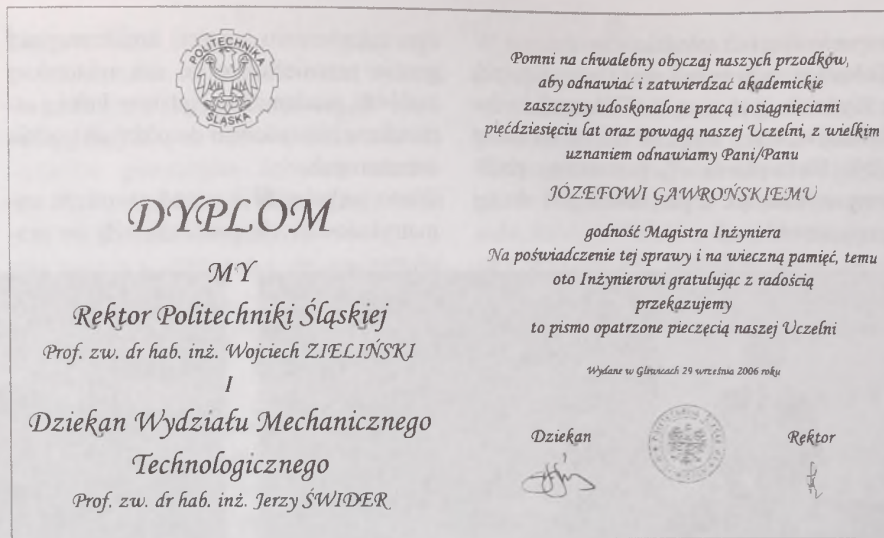 POLITECHNIKA
ŚLĄSKA
DYPLOM
MY
Rektor Politechniki Śląskiej
Prof. zw. dr hab. inż. Wojciech ZIELIŃSKI
I
Dziekan Wydziału Mechanicznego
Technologicznego
Prof. zw. dr hab. inż. Jerzy ŚWIDER
Pomni na chwalebny obyczaj naszych przodków,
aby odnawiać i zatwierdzać akademickie
zaszczyty udoskonalone pracą i osiągnięciami
pięćdziesięciu lat oraz powagą naszej Uczelni, z wielkim
uznaniem odnawiamy Pani/Panu
JÓZEFOWI GAWROŃSKIEMU
godność Magistra Inżyniera
Na poświadczenie tej sprawy i na wieczną pamięć, temu
oto Inżynierowi gratulując z radością
przekazujemy
to pismo opatrzone pieczęcią naszej Uczelni
Wydane w Gliwicach 29 września 2006 roku
Dziekan
Rektor